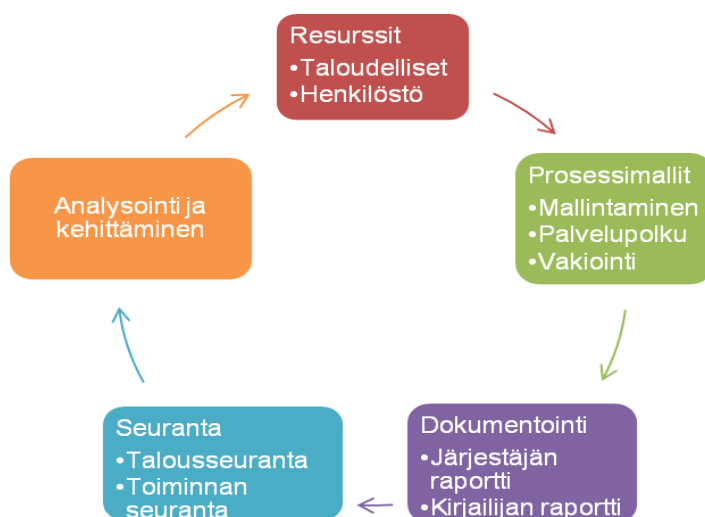 Resurssit
•Taloudelliset
•Henkilöstö
Prosessimallit
•Mallintaminen
•Palvelupolku
•Vakiointi
Dokumentointi
•Järjestäjän
raportti
•Kirjailijan raportti
Seuranta
•Talousseuranta
•Toiminnan
seuranta
Analysointi ja
kehittäminen